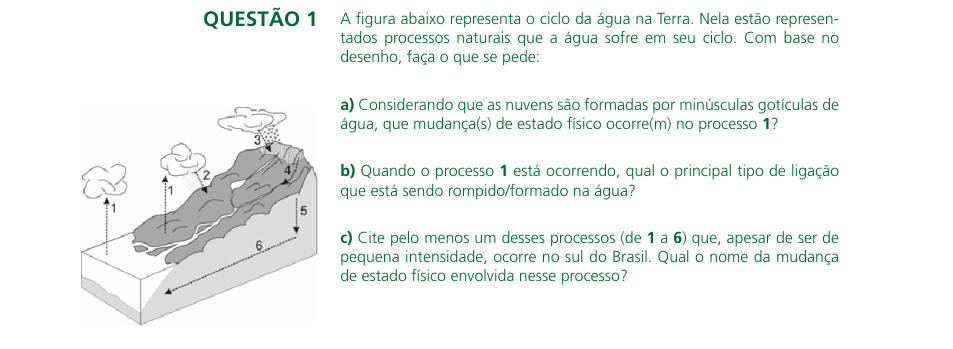 QUESTÃO 1
A figura abaixo representa o ciclo da água na Terra. Nela estão represen-
tados processos naturais que a água sofre em seu ciclo. Com base no
desenho, faça o que se pede:
a) Considerando que as nuvens são formadas por minúsculas gotículas de
água, que mudança(s) de estado físico ocorre(m) no processo 1?
b) Quando o processo 1 está ocorrendo, qual o principal tipo de ligação
que está sendo rompido/formado na água?
c) Cite pelo menos um desses processos (de 1 a 6) que, apesar de ser de
pequena intensidade, ocorre no sul do Brasil. Qual o nome da mudança
de estado físico envolvida nesse processo?
3
2
4
1
1
5
6